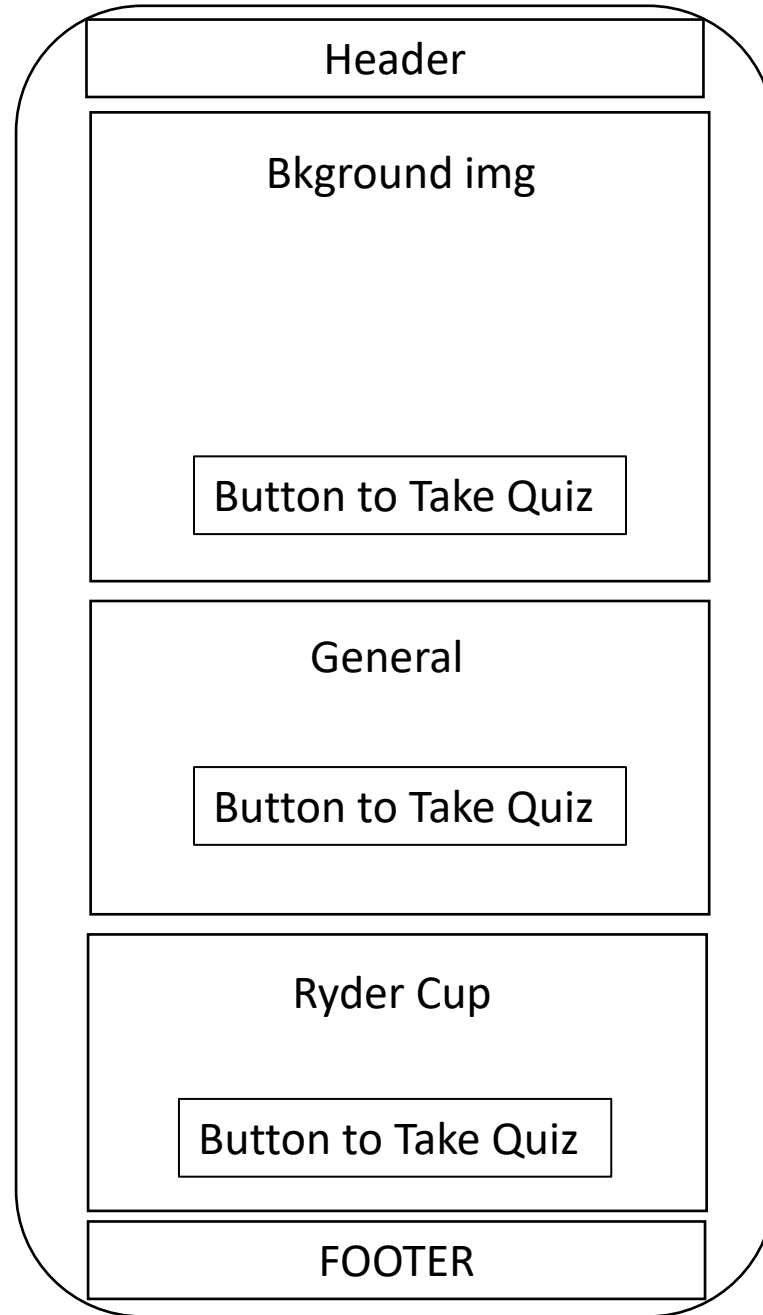 Header
Bkground img
Button to Take Quiz
General
Button to Take Quiz
Ryder Cup
Button to Take Quiz
FOOTER